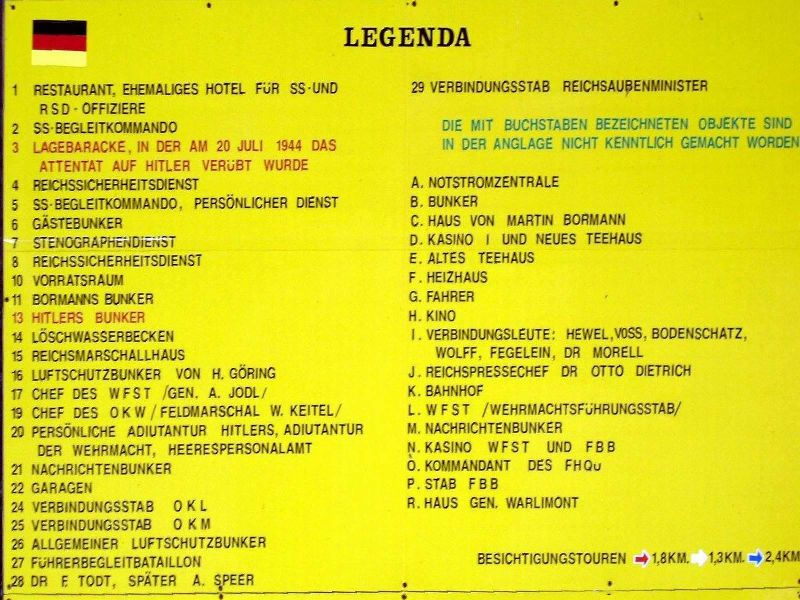 LEGENDA
1 RESTAURANT, EHEMALIGES HOTEL FÜR SS-UND
RSD-OFFIZIERE
2 SS-BEGLEITKOMMANDO
3 LAGEBARACKE, IN DER AM 20 JULI 1944 DAS
ATTENTAT AUF HITLER VERÜBT WURDE
4 REICHSSICHERHEITSDIENST
5 SS-BEGLEITKOMMANDO, PERSÖNLICHER DIENST
6 GÄSTEBUNKER
7 STENOGRAPHENDIENST
8 REICHSSICHERHEITSDIENST
10 VORRATSRAUM
11 BORMANNS BUNKER
13 HITLERS BUNKER
14 LÖSCHWASSERBECKEN
15 REICHSMARSCHALLHAUS
16 LUFTSCHUTZBUNKER VON H. GÖRING
17 CHEF DES WFST /GEN. A. JODL/
19 CHEF DES OKW /FELDMARSCHAL W. KEITEL/
20 PERSÖNLICHE ADIUTANTUR HITLERS, ADIUTANTUR
DER WEHRMACHT, HEERESPERSONALAMT
21 NACHRICHTENBUNKER
22 GARAGEN
24 VERBINDUNGSSTAB OKL
25 VERBINDUNGSSTAB OKM
26 ALLGEMEINER LUFTSCHUTZBUNKER
27 FÜHRERBEGLEITBATAILLON
28 DR F. TODT, SPÄTER A. SPEER
29 VERBINDUNGSSTAB REICHSAUßENMINISTER
DIE MIT BUCHSTABEN BEZEICHNETEN OBJEKTE SIND
IN DER ANGLAGE NICHT KENNTLICH GEMACHT WORDEN
A. NOTSTROMZENTRALE
B. BUNKER
C. HAUS VON MARTIN BORMANN
D. KASINO I UND NEUES TEEHAUS
E. ALTES TEEHAUS
F. HEIZHAUS
G. FAHRER
H. KINO
I. VERBINDUNGSLEUTE: HEWEL, VOSS, BODENSCHATZ,
WOLFF, FEGELEIN, DR MORELL
J. REICHSPRESSECHEF DR OTTO DIETRICH
K. BAHNHOF
L. WFST /WEHRMACHTSFÜHRUNGSSTAB/
M. NACHRICHTENBUNKER
N. KASINO WFST UND FBB
O. KOMMANDANT DES FHQu
P. STAB FBB
R. HAUS GEN. WARLIMONT
BESICHTIGUNGSTOUREN 1,8KM. 1,3KM. 2,4KM